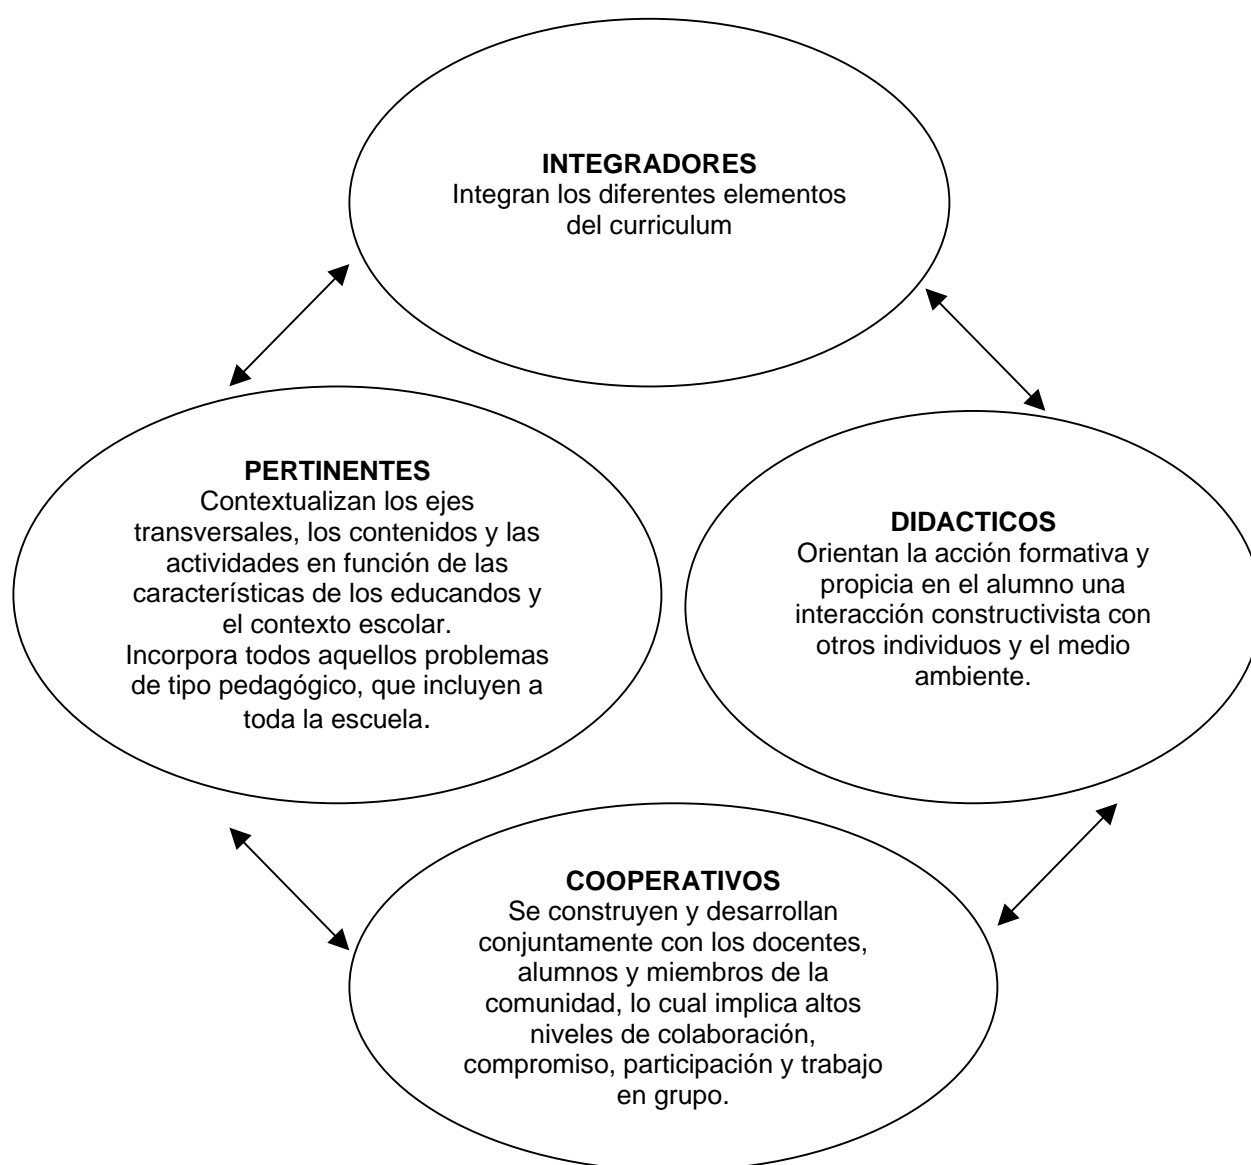 INTEGRADORES
Integran los diferentes elementos
del curriculum
PERTINENTES
Contextualizan los ejes
transversales, los contenidos y las
actividades en función de las
características de los educandos y
el contexto escolar.
Incorpora todos aquellos problemas
de tipo pedagógico, que incluyen a
toda la escuela.
DIDACTICOS
Orientan la acción formativa y
propicia en el alumno una
interacción constructivista con
otros individuos y el medio
ambiente.
COOPERATIVOS
Se construyen y desarrollan
conjuntamente con los docentes,
alumnos y miembros de la
comunidad, lo cual implica altos
niveles de colaboración,
compromiso, participación y trabajo
en grupo.